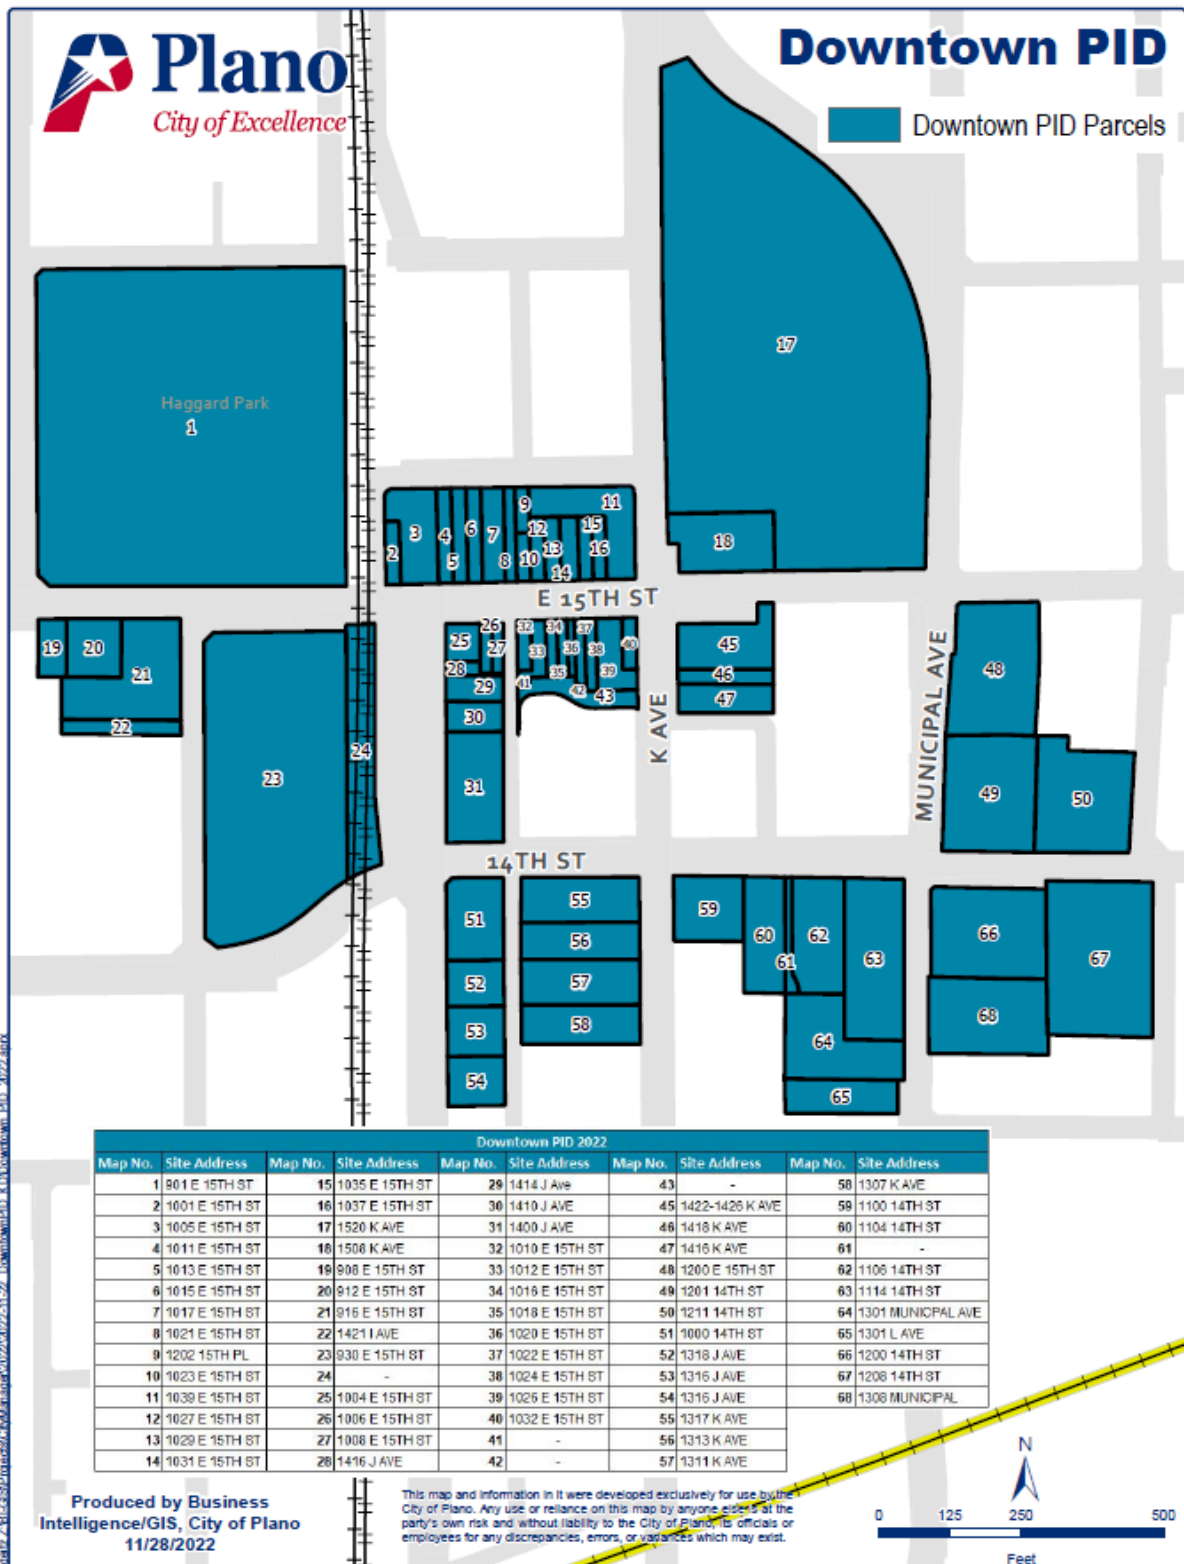 Plano
City of Excellence
Downtown PID
Downtown PID Parcels
Haggard Park
1
17
18
2
3
4
5
6
7
8
9
10
11
12
13
14
15
16
E 15TH ST
19
20
21
22
23
24
25
26
27
28
29
30
31
32
33
34
35
36
37
38
39
40
41
42
43
K AVE
45
46
47
MUNICIPAL AVE
48
49
50
14TH ST
51
52
53
54
55
56
57
58
59
60
61
62
63
64
65
66
67
68
Downtown PID 2022
Map No. Site Address Map No. Site Address Map No. Site Address Map No. Site Address Map No. Site Address
1 901 E 15TH ST 15 1035 E 15TH ST 29 1414 J Ave 43 - 58 1307 K AVE
2 1001 E 15TH ST 16 1037 E 15TH ST 30 1410 J AVE 45 1422-1426 K AVE 59 1100 14TH ST
3 1005 E 15TH ST 17 1520 K AVE 31 1400 J AVE 46 1418 K AVE 60 1104 14TH ST
4 1011 E 15TH ST 18 1508 K AVE 32 1010 E 15TH ST 47 1416 K AVE 61 -
5 1013 E 15TH ST 19 908 E 15TH ST 33 1012 E 15TH ST 48 1200 E 15TH ST 62 1106 14TH ST
6 1015 E 15TH ST 20 912 E 15TH ST 34 1016 E 15TH ST 49 1201 14TH ST 63 1114 14TH ST
7 1017 E 15TH ST 21 916 E 15TH ST 35 1018 E 15TH ST 50 1211 14TH ST 64 1301 MUNICPAL AVE
8 1021 E 15TH ST 22 1421 I AVE 36 1020 E 15TH ST 51 1000 14TH ST 65 1301 L AVE
9 1202 15TH PL 23 930 E 15TH ST 37 1022 E 15TH ST 52 1318 J AVE 66 1200 14TH ST
10 1023 E 15TH ST 24 - 38 1024 E 15TH ST 53 1316 J AVE 67 1208 14TH ST
11 1039 E 15TH ST 25 1004 E 15TH ST 39 1026 E 15TH ST 54 1316 J AVE 68 1308 MUNICIPAL
12 1027 E 15TH ST 26 1006 E 15TH ST 40 1032 E 15TH ST 55 1317 K AVE
13 1029 E 15TH ST 27 1008 E 15TH ST 41 - 56 1313 K AVE
14 1031 E 15TH ST 28 1416 J AVE 42 - 57 1311 K AVE
Produced by Business
Intelligence/GIS, City of Plano
11/28/2022
This map and information in it were developed exclusively for use by the
City of Plano. Any use or reliance on this map by anyone else is at the
party's own risk and without liability to the City of Plano, its officials or
employees for any discrepancies, errors, or variances which may exist.
N
0 125 250 500
Feet